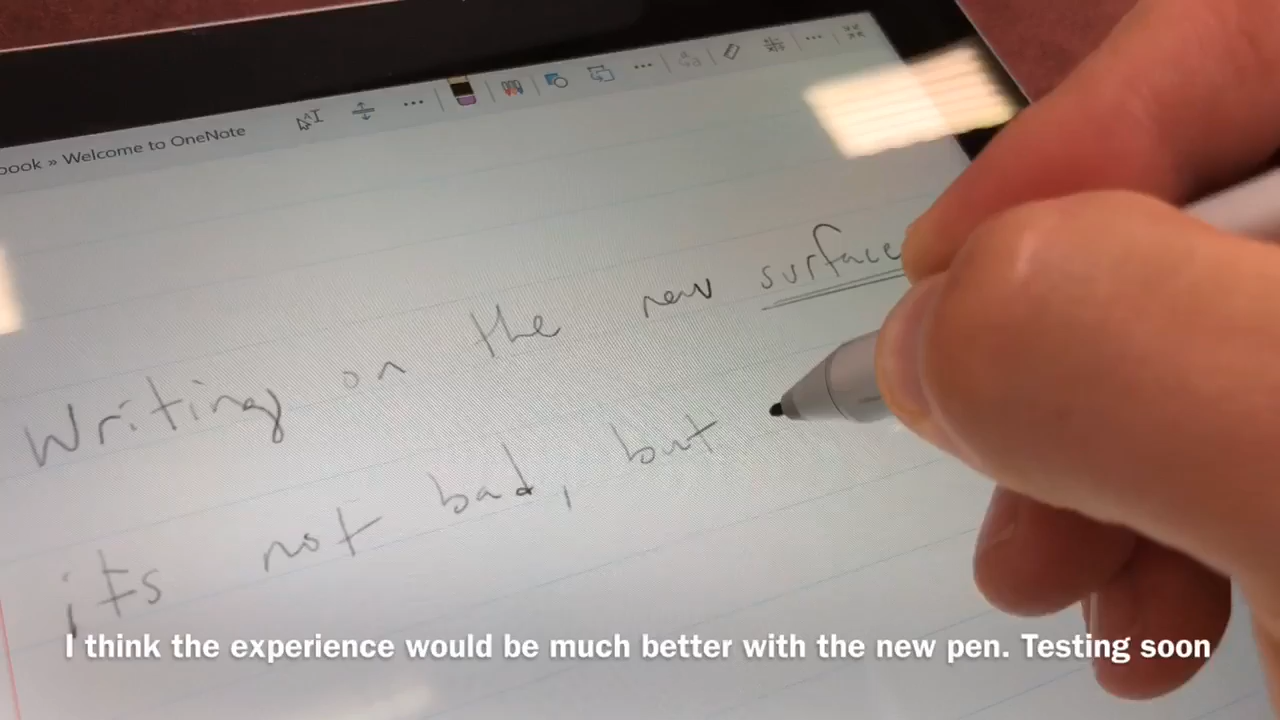 book » Welcome to OneNote
Writing on the new surface
its not bad, but
I think the experience would be much better with the new pen. Testing soon